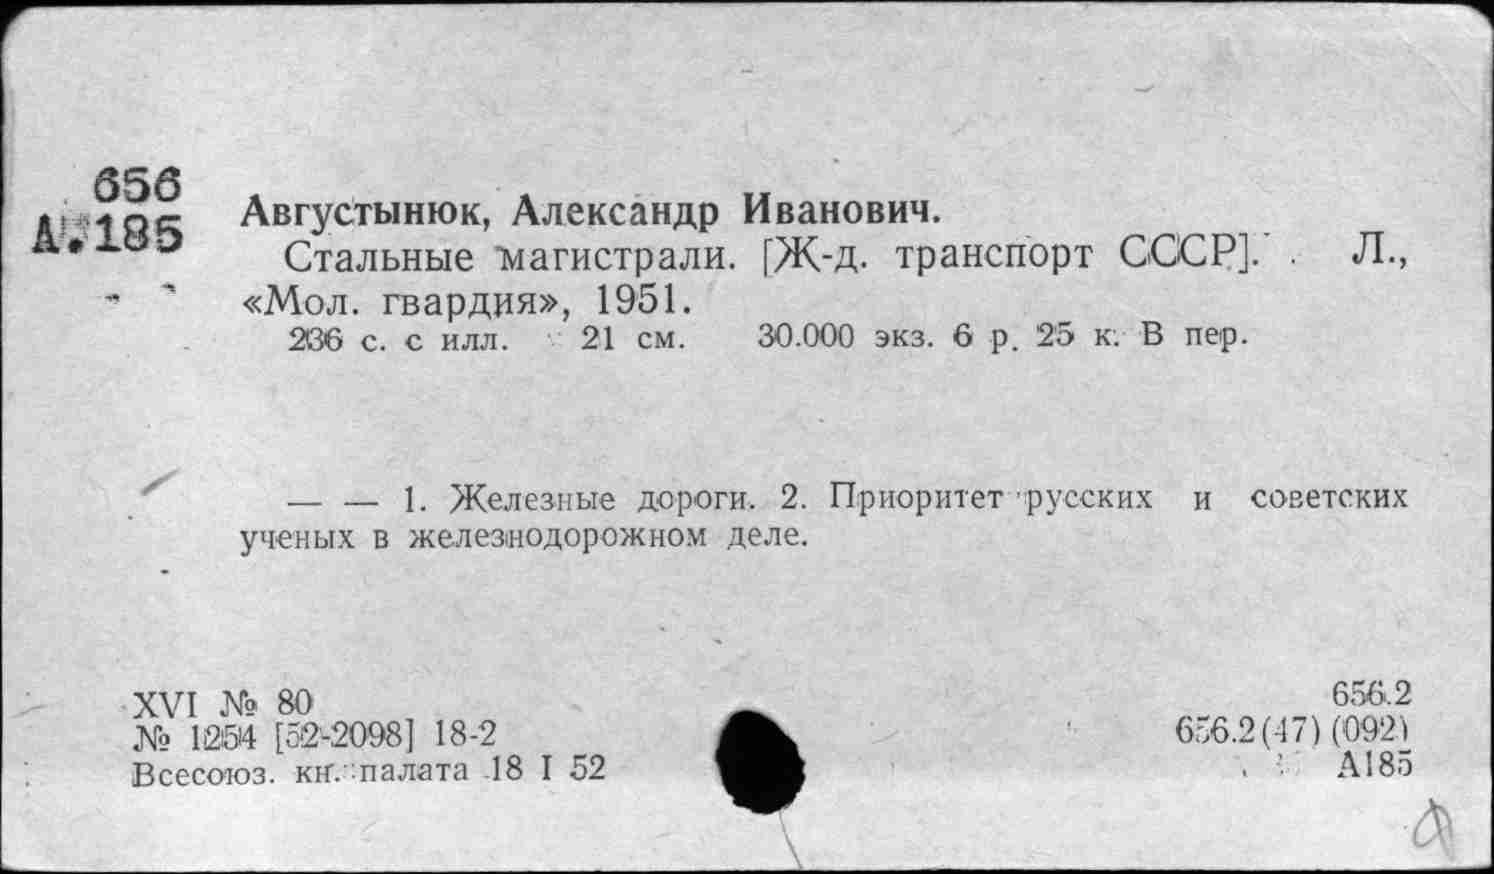 656
А.185
Августынюк, Александр Иванович.
Стальные магистрали. [Ж-д. транспорт СССР]. Л.,
«Мол. гвардия», 1951.
236 с. с илл. 21 см. 30.000 экз. 6 р. 25 к. В пер.
— — 1. Железные дороги. 2. Приоритет русских и советских
ученых в железнодорожном деле.
XVI № 80
№ 1254 [52-2098] 18-2
Всесоюз. кн. палата 18 I 52
656.2
656.2(47)(092)
А185